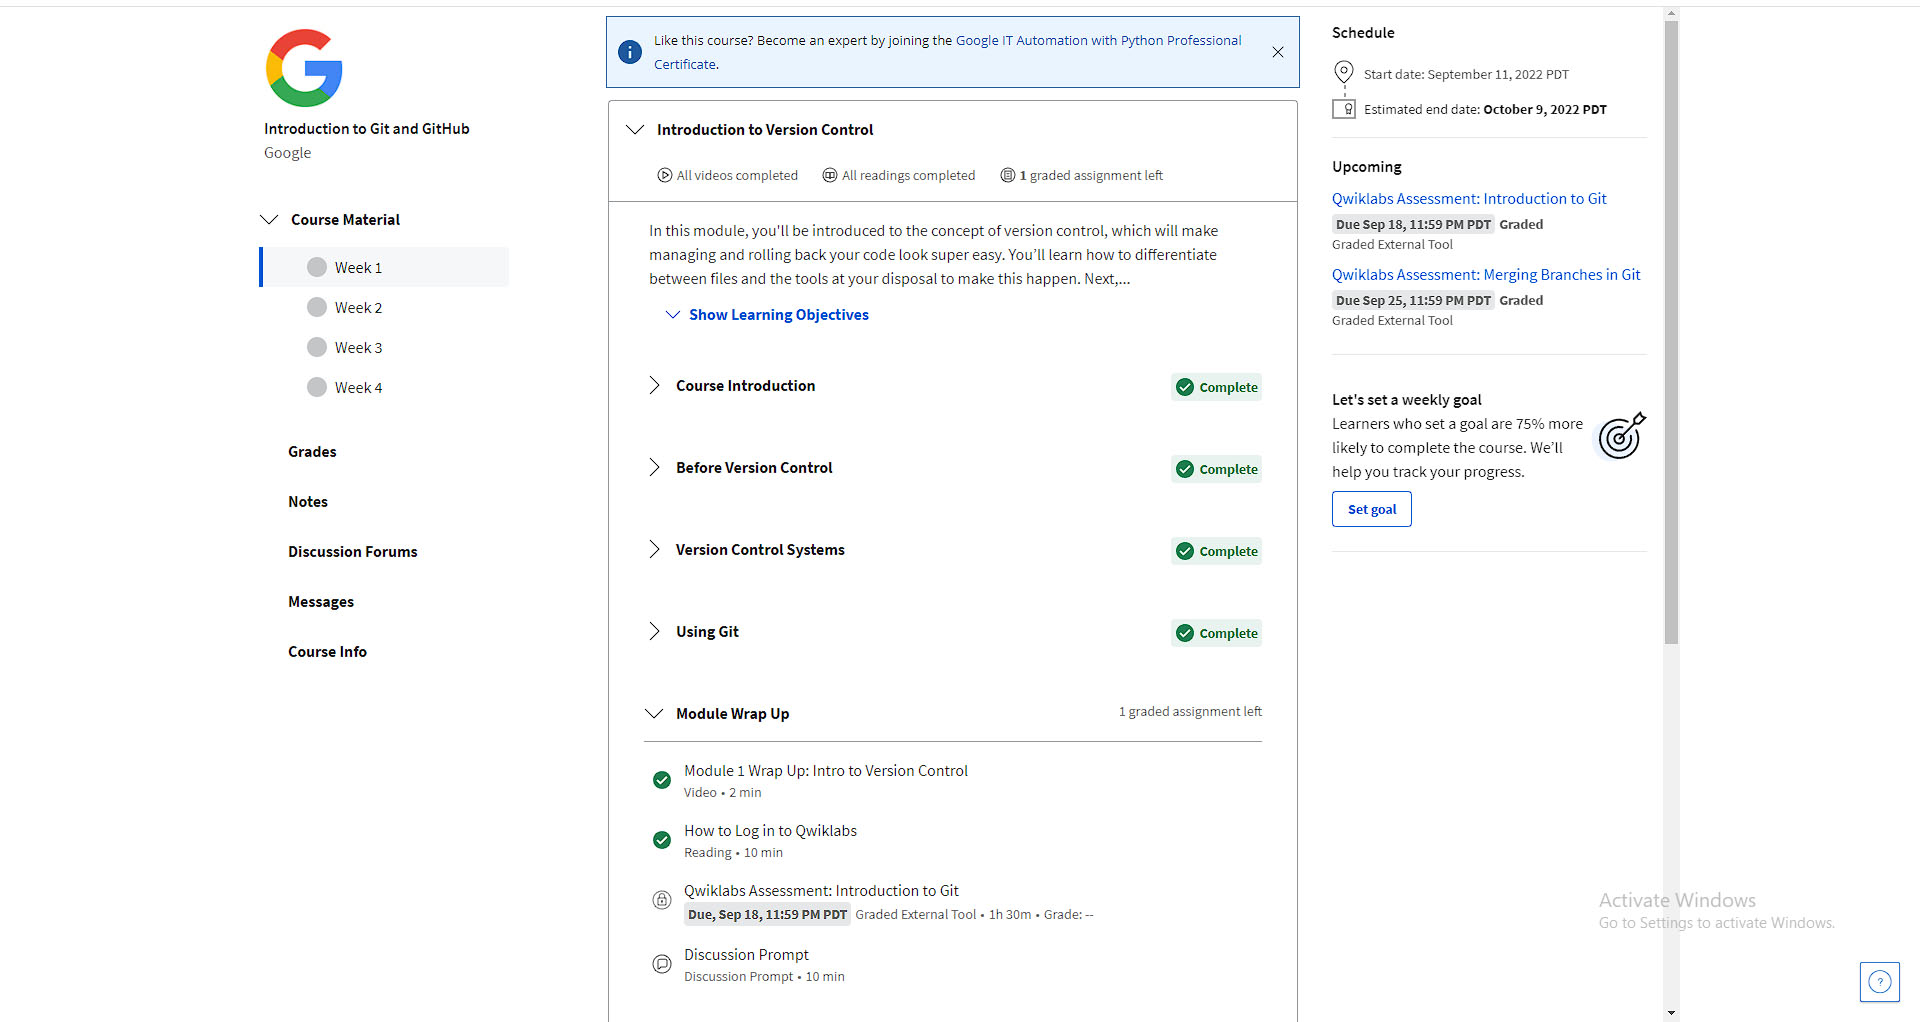 Introduction to Git and GitHub
Google
Course Material
Week 1
Week 2
Week 3
Week 4
Grades
Notes
Discussion Forums
Messages
Course Info
Like this course? Become an expert by joining the Google IT Automation with Python Professional
Certificate.
Introduction to Version Control
All videos completed
All readings completed
1 graded assignment left
In this module, you'll be introduced to the concept of version control, which will make
managing and rolling back your code look super easy. You’ll learn how to differentiate
between files and the tools at your disposal to make this happen. Next,...
Show Learning Objectives
Course Introduction
Complete
Before Version Control
Complete
Version Control Systems
Complete
Using Git
Complete
Module Wrap Up
1 graded assignment left
Module 1 Wrap Up: Intro to Version Control
Video • 2 min
How to Log in to Qwiklabs
Reading • 10 min
Qwiklabs Assessment: Introduction to Git
Due, Sep 18, 11:59 PM PDT Graded External Tool • 1h 30m • Grade: --
Discussion Prompt
Discussion Prompt • 10 min
Schedule
Start date: September 11, 2022 PDT
Estimated end date: October 9, 2022 PDT
Upcoming
Qwiklabs Assessment: Introduction to Git
Due Sep 18, 11:59 PM PDT Graded
Graded External Tool
Qwiklabs Assessment: Merging Branches in Git
Due Sep 25, 11:59 PM PDT Graded
Graded External Tool
Let's set a weekly goal
Learners who set a goal are 75% more
likely to complete the course. We’ll
help you track your progress.
Set goal
Activate Windows
Go to Settings to activate Windows.
?